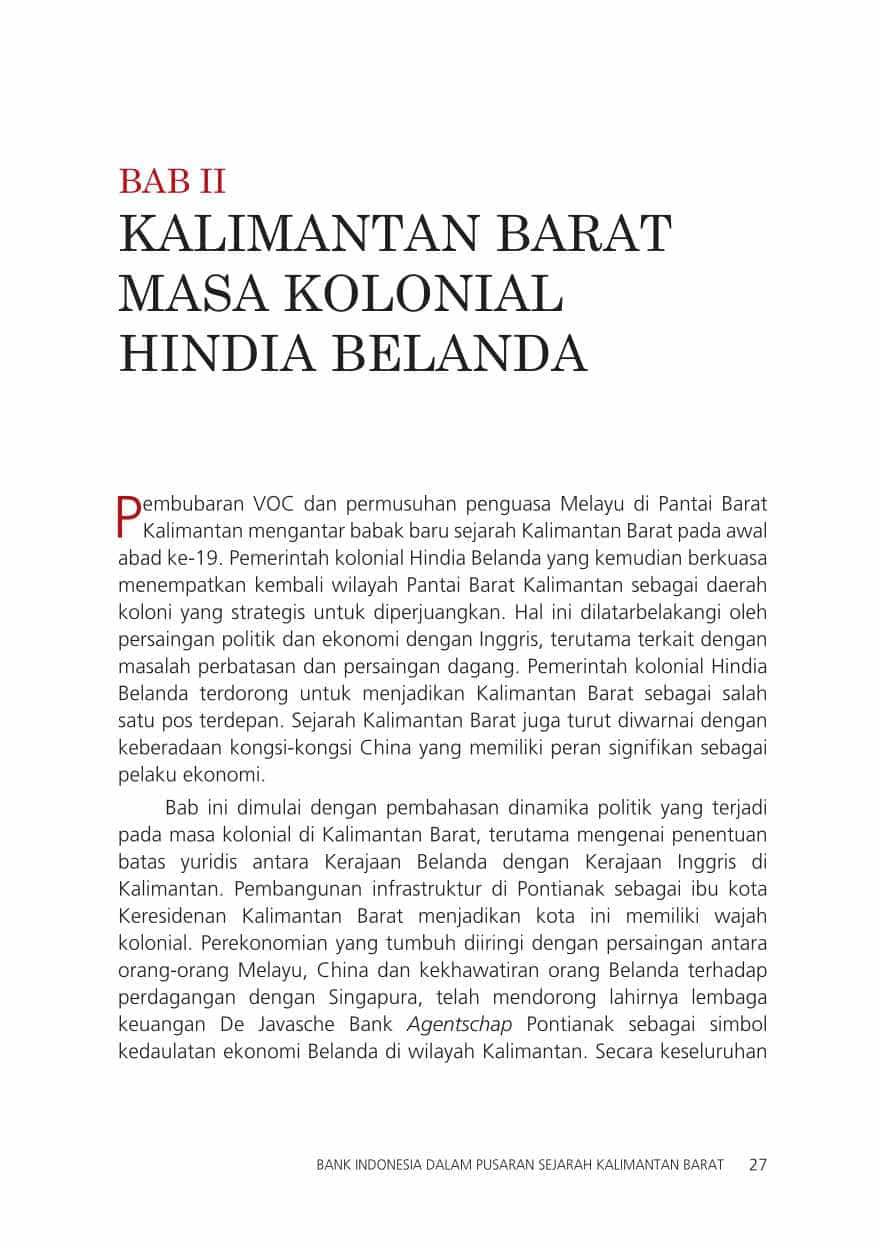 BAB II
KALIMANTAN BARAT
MASA KOLONIAL
HINDIA BELANDA
Pembubaran VOC dan permusuhan penguasa Melayu di Pantai Barat
Kalimantan mengantar babak baru sejarah Kalimantan Barat pada awal
abad ke-19. Pemerintah kolonial Hindia Belanda yang kemudian berkuasa
menempatkan kembali wilayah Pantai Barat Kalimantan sebagai daerah
koloni yang strategis untuk diperjuangkan. Hal ini dilatarbelakangi oleh
persaingan politik dan ekonomi dengan Inggris, terutama terkait dengan
masalah perbatasan dan persaingan dagang. Pemerintah kolonial Hindia
Belanda terdorong untuk menjadikan Kalimantan Barat sebagai salah
satu pos terdepan. Sejarah Kalimantan Barat juga turut diwarnai dengan
keberadaan kongsi-kongsi China yang memiliki peran signifikan sebagai
pelaku ekonomi.
Bab ini dimulai dengan pembahasan dinamika politik yang terjadi
pada masa kolonial di Kalimantan Barat, terutama mengenai penentuan
batas yuridis antara Kerajaan Belanda dengan Kerajaan Inggris di
Kalimantan. Pembangunan infrastruktur di Pontianak sebagai ibu kota
Keresidenan Kalimantan Barat menjadikan kota ini memiliki wajah
kolonial. Perekonomian yang tumbuh diiringi dengan persaingan antara
orang-orang Melayu, China dan kekhawatiran orang Belanda terhadap
perdagangan dengan Singapura, telah mendorong lahirnya lembaga
keuangan De Javasche Bank Agentschap Pontianak sebagai simbol
kedaulatan ekonomi Belanda di wilayah Kalimantan. Secara keseluruhan
BANK INDONESIA DALAM PUSARAN SEJARAH KALIMANTAN BARAT 27